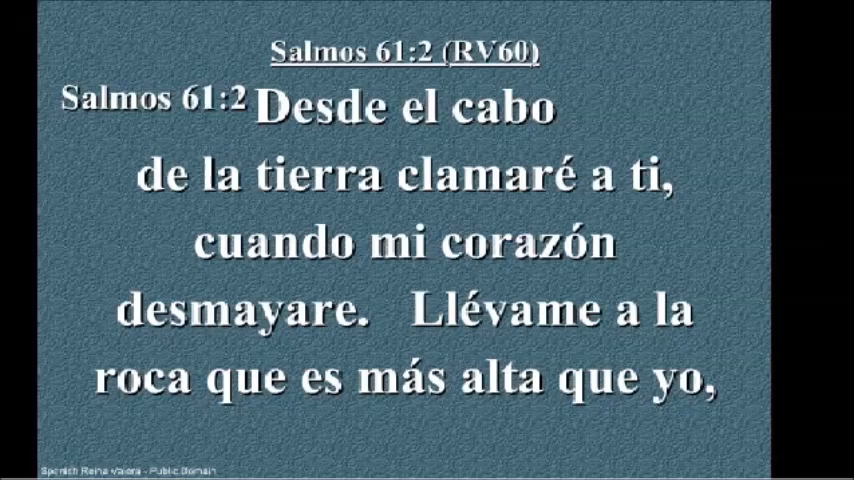 Salmos 61:2 (RV60)
Salmos 61:2 Desde el cabo
de la tierra clamaré a ti,
cuando mi corazón
desmayare. Llévame a la
roca que es más alta que yo,
Spanish Reina Valera - Public Domain